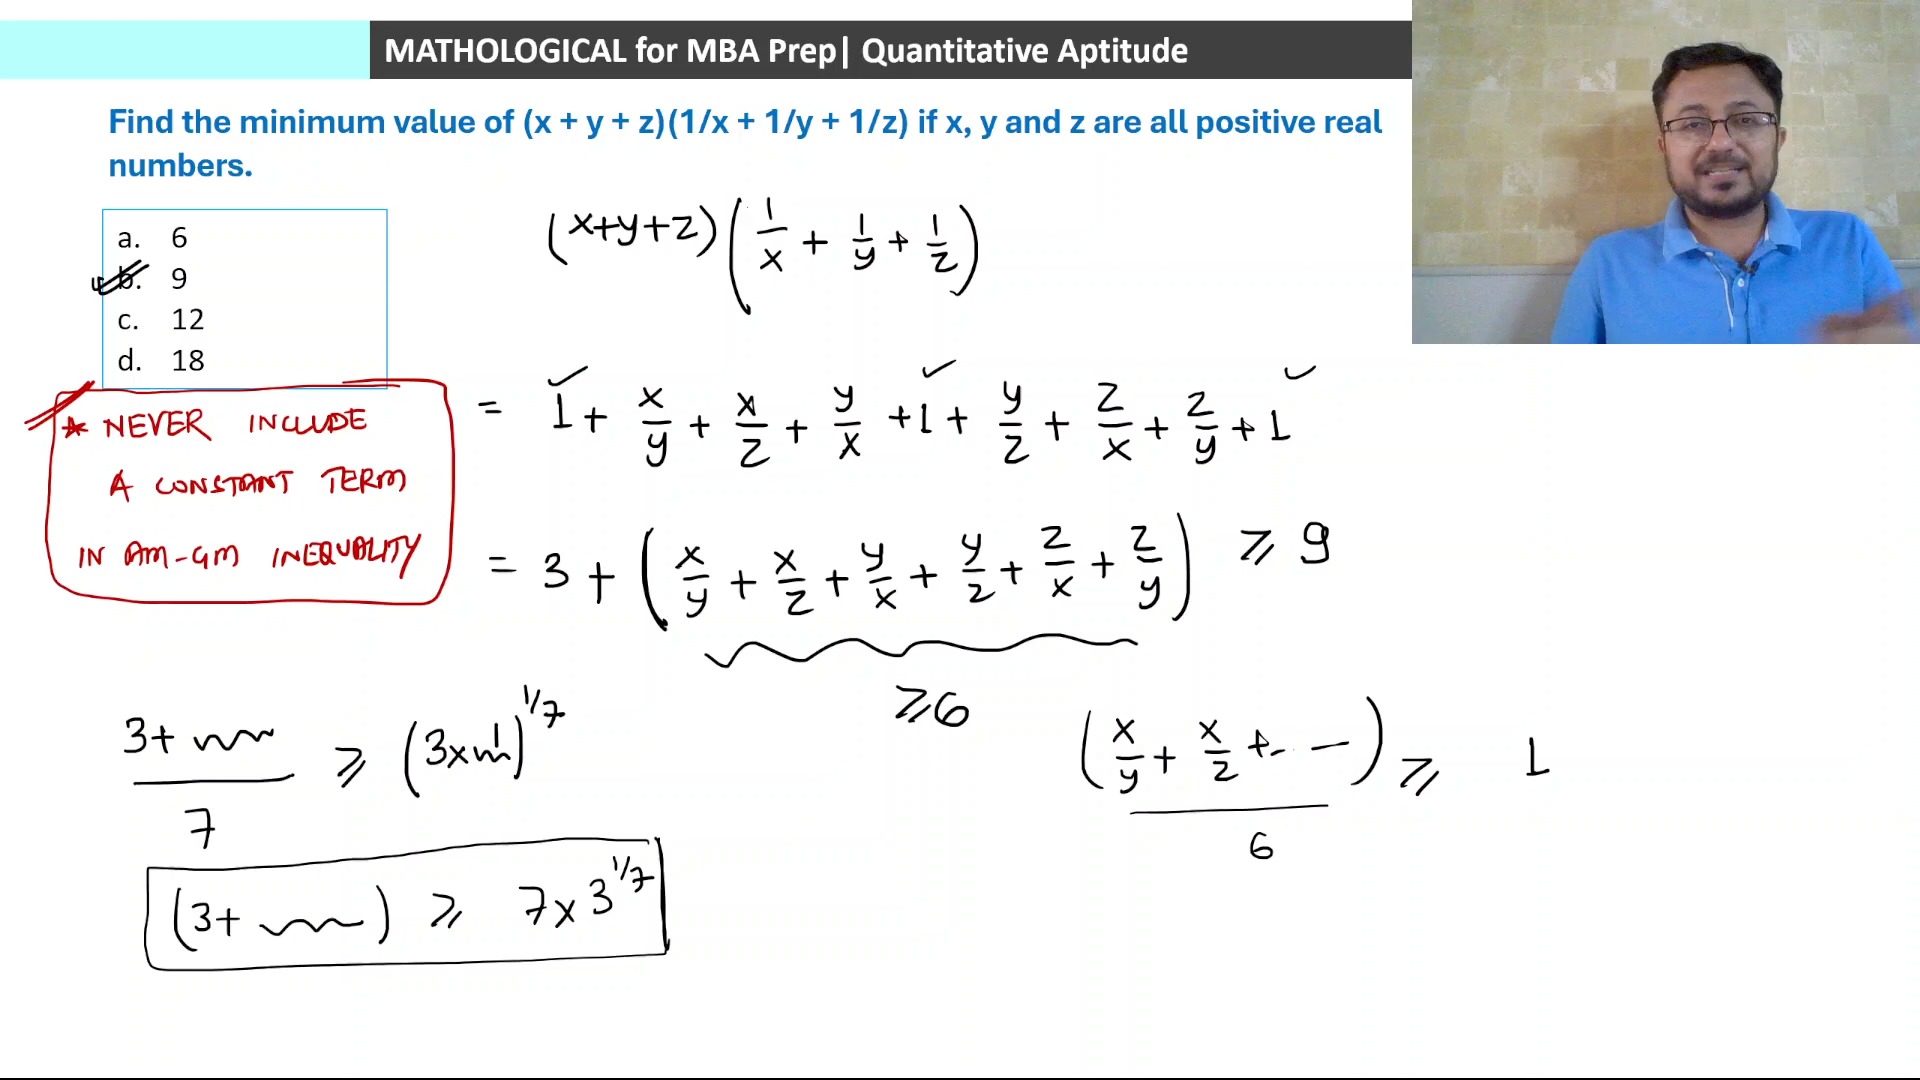 MATHOLOGICAL for MBA Prep| Quantitative Aptitude
Find the minimum value of (x + y + z)(1/x + 1/y + 1/z) if x, y and z are all positive real
numbers.
a. 6
b. 9
c. 12
d. 18
(x+y+z)(1/x + 1/y + 1/z)
= 1 + x/y + x/z + y/x + 1 + y/z + z/x + z/y + 1
= 3 + (x/y + x/z + y/x + y/z + z/x + z/y) ⩾ 9
⩾6
* NEVER INCLUDE
A CONSTANT TERM
IN AM-GM INEQUALITY
3+
7
⩾ (3x 1)^1/7
(3+ ) ⩾ 7x3^1/7
(x/y + x/z + - - —)
6
⩾ 1